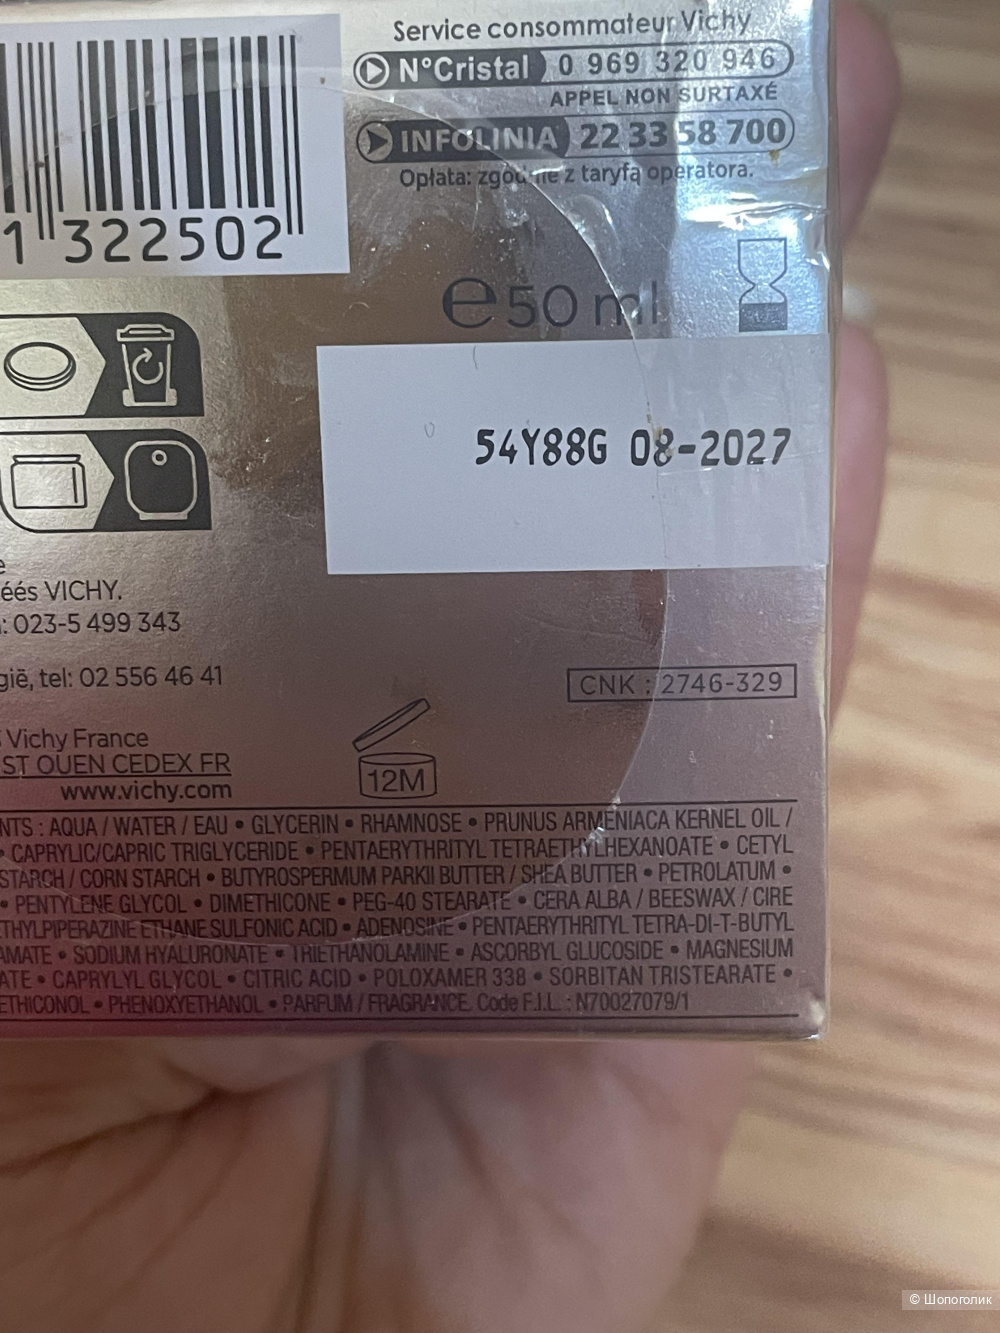 Service consommateur Vichy
N°Cristal 0 969 320 946
APPEL NON SURTAXÉ
INFOLINIA 22 33 58 700
Opłata: zgodnie z taryfą operatora.
1 322502
e 50 ml
54Y88G 08-2027
e
éés VICHY.
: 023-5 499 343
gië, tel: 02 556 46 41
CNK : 2746-329
Vichy France
ST OUEN CEDEX FR
www.vichy.com
12M
NTS : AQUA / WATER / EAU • GLYCERIN • RHAMNOSE • PRUNUS ARMENIACA KERNEL OIL /
• CAPRYLIC/CAPRIC TRIGLYCERIDE • PENTAERYTHRITYL TETRAETHYLHEXANOATE • CETYL
STARCH / CORN STARCH • BUTYROSPERMUM PARKII BUTTER / SHEA BUTTER • PETROLATUM •
• PENTYLENE GLYCOL • DIMETHICONE • PEG-40 STEARATE • CERA ALBA / BEESWAX / CIRE
THYLPIPERAZINE ETHANE SULFONIC ACID • ADENOSINE • PENTAERYTHRITYL TETRA-DI-T-BUTYL
AMATE • SODIUM HYALURONATE • TRIETHANOLAMINE • ASCORBYL GLUCOSIDE • MAGNESIUM
ATE • CAPRYLYL GLYCOL • CITRIC ACID • POLOXAMER 338 • SORBITAN TRISTEARATE •
ETHICONOL • PHENOXYETHANOL • PARFUM / FRAGRANCE. Code F.I.L. : N70027079/1
© Шопоголик